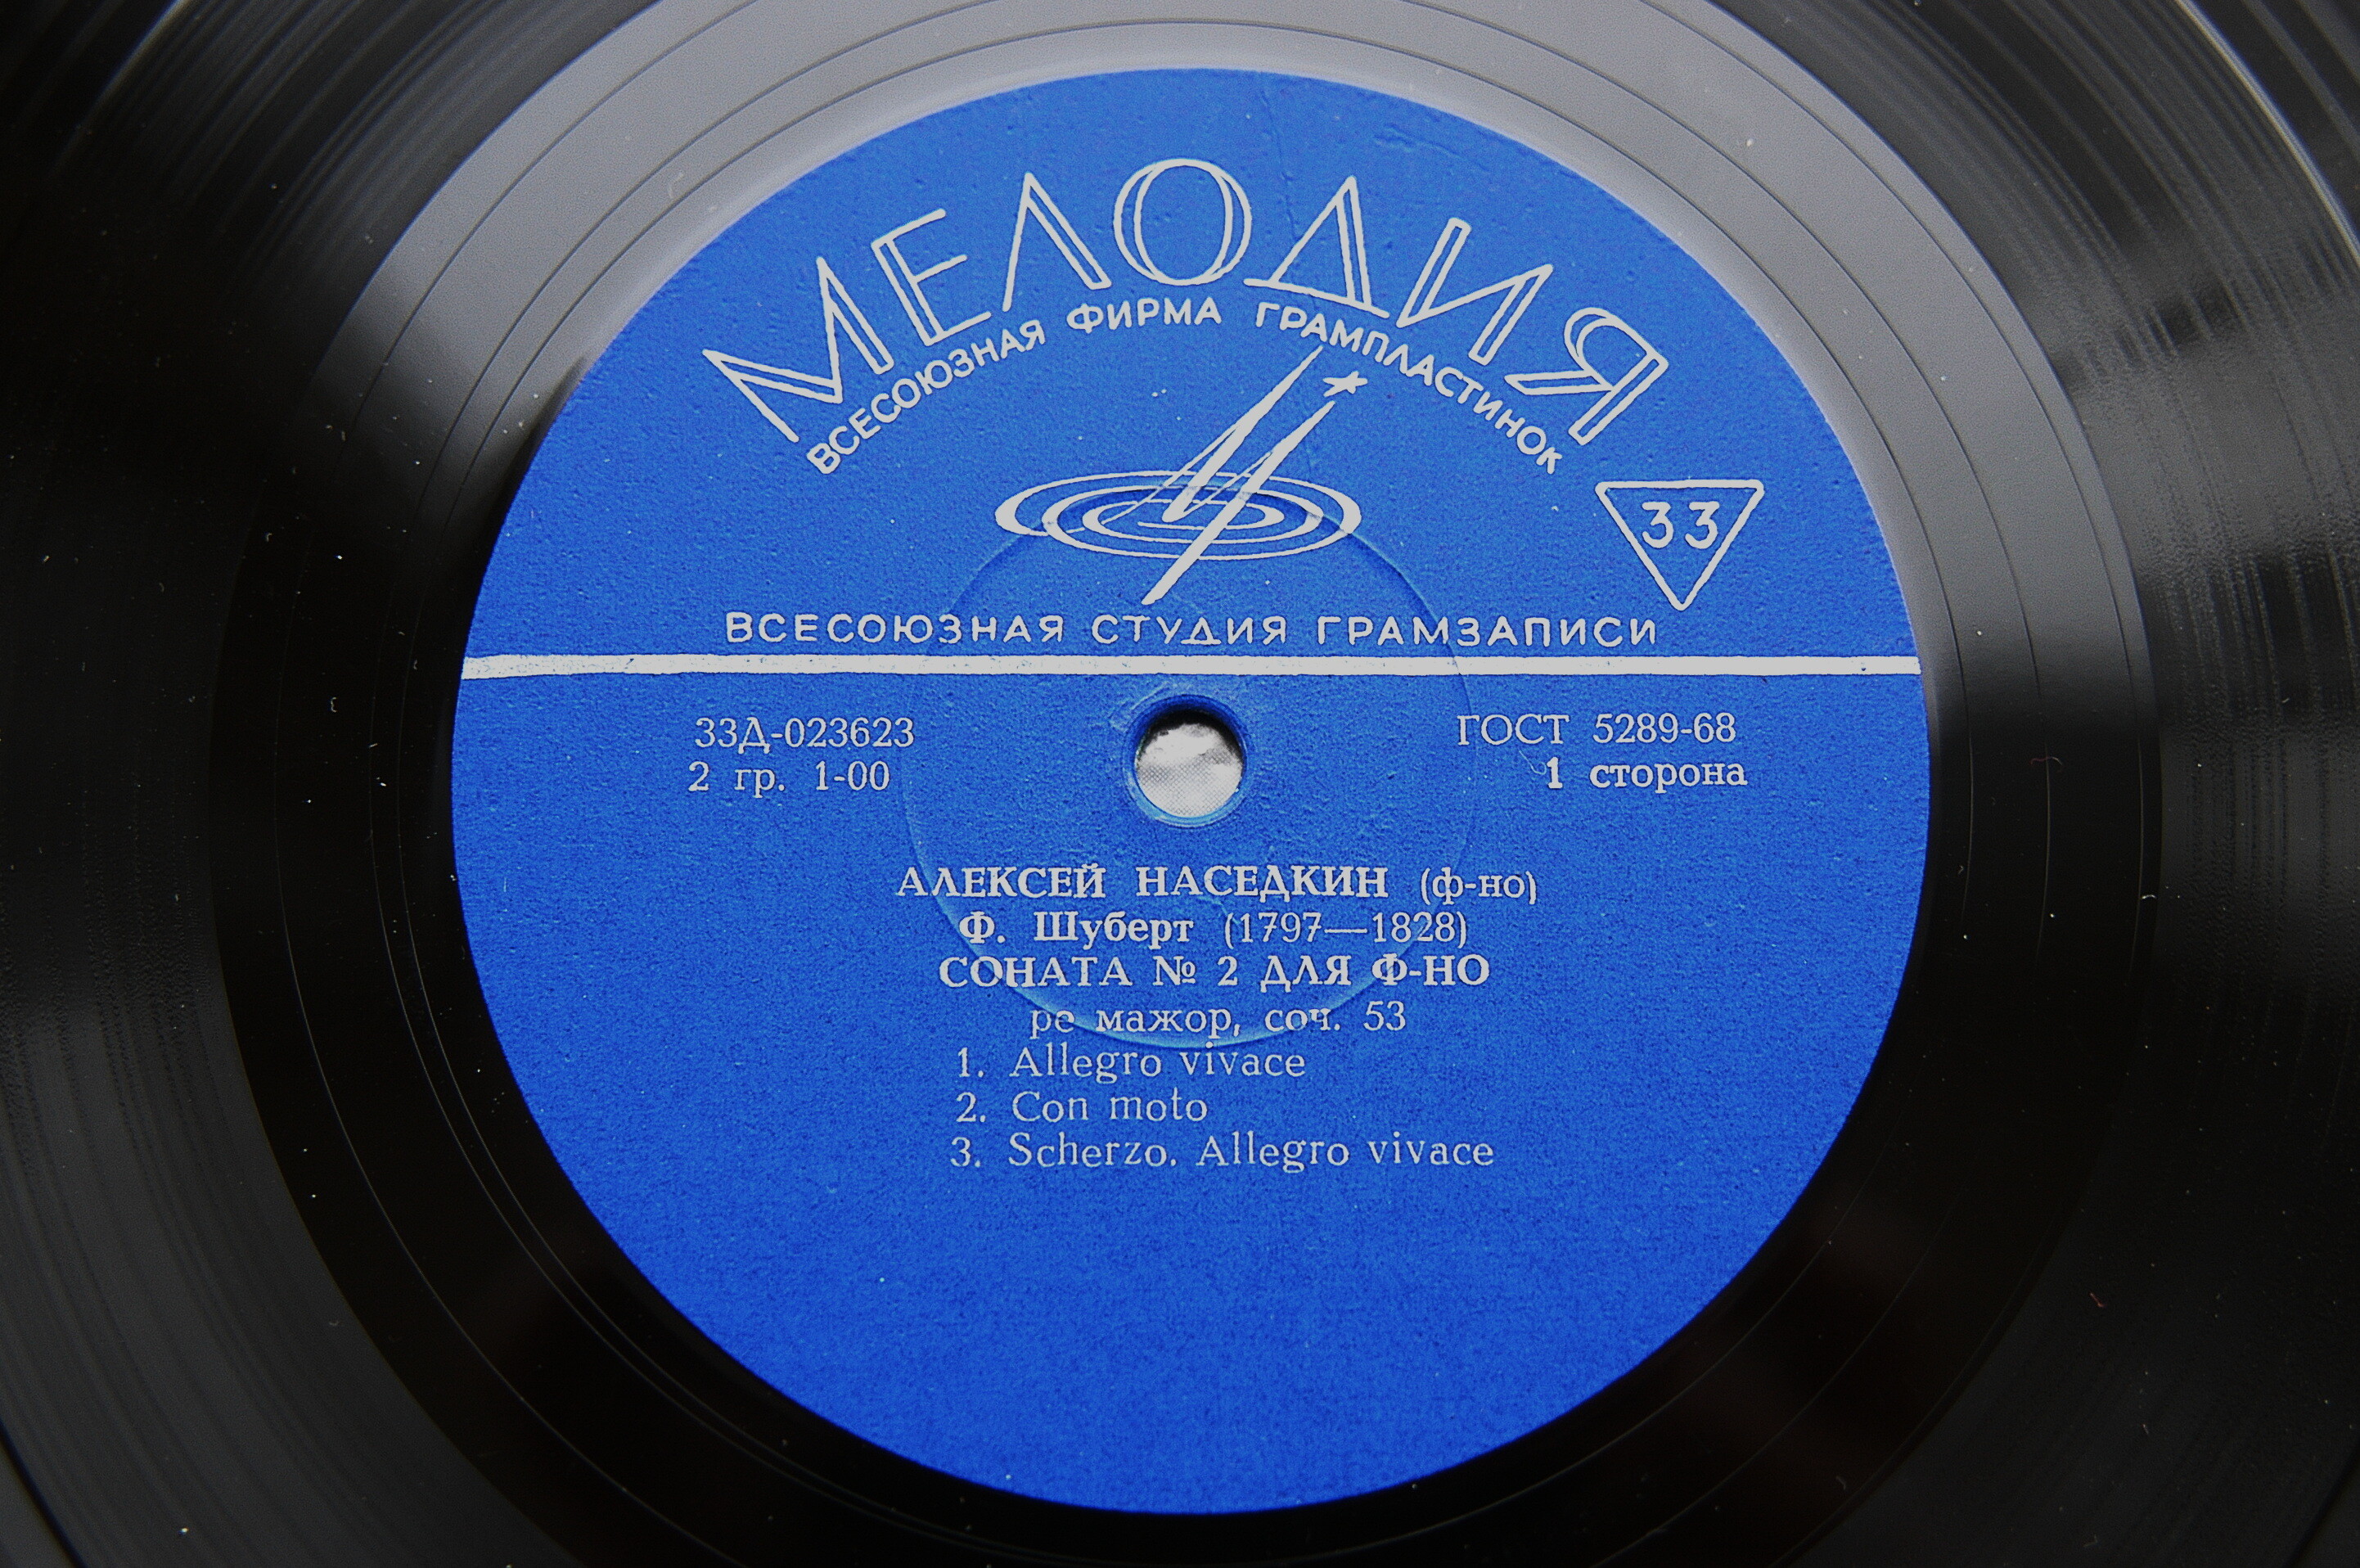 МЕЛОДИЯ
ВСЕСОЮЗНАЯ ФИРМА ГРАМПЛАСТИНОК
33
ВСЕСОЮЗНАЯ СТУДИЯ ГРАМЗАПИСИ
33Д-023623
2 гр. 1-00
ГОСТ 5289-68
1 сторона
АЛЕКСЕЙ НАСЕДКИН (ф-но)
Ф. Шуберт (1797—1828)
СОНАТА № 2 ДЛЯ Ф-НО
ре мажор, соч. 53
1. Allegro vivace
2. Con moto
3. Scherzo. Allegro vivace